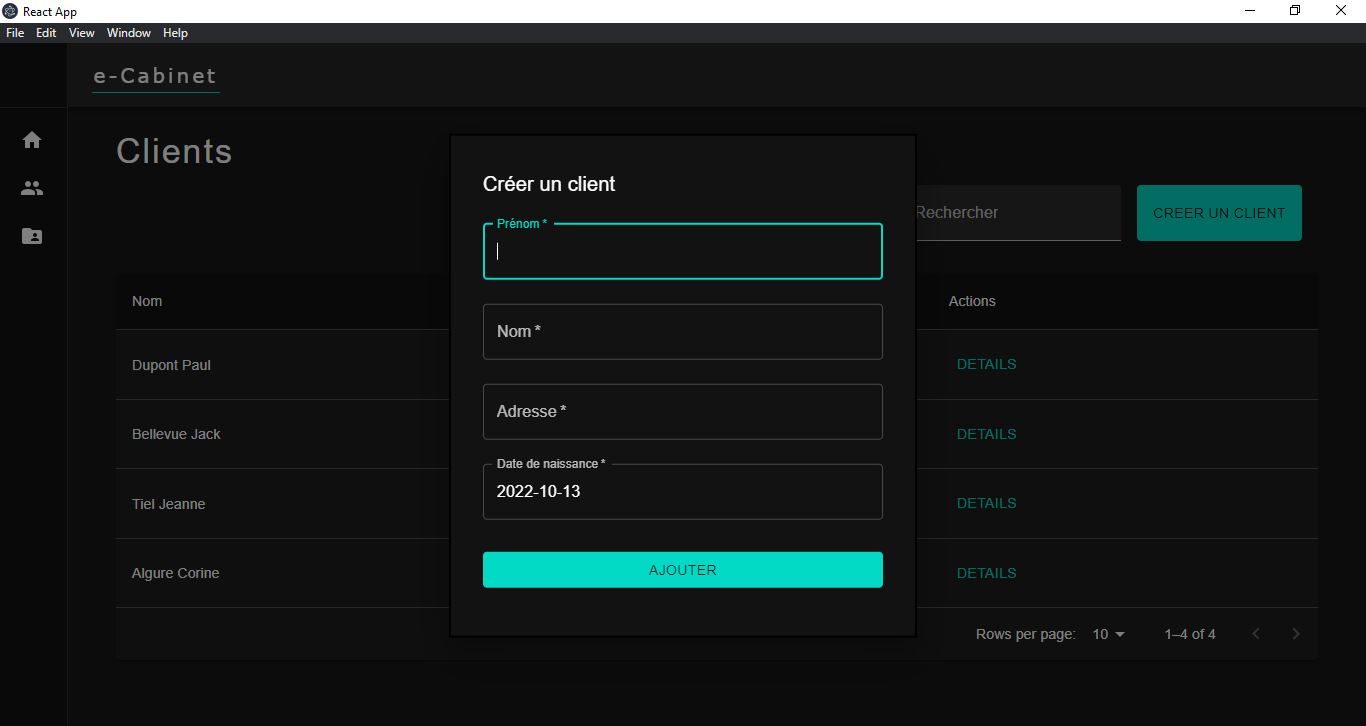 React App
File Edit View Window Help
e-Cabinet
Clients
Créer un client
Prénom *
Rechercher
CREER UN CLIENT
Nom
Actions
Nom *
Dupont Paul
DETAILS
Adresse *
Bellevue Jack
DETAILS
Date de naissance *
2022-10-13
Tiel Jeanne
DETAILS
AJOUTER
Algure Corine
DETAILS
Rows per page: 10 1–4 of 4